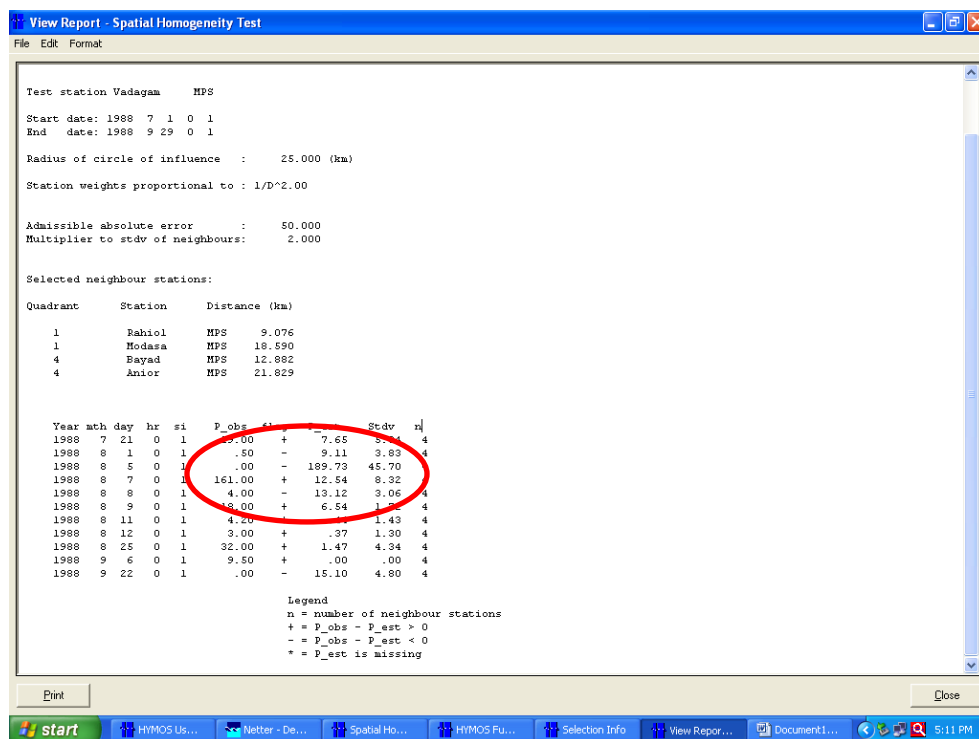 View Report - Spatial Homogeneity Test
File Edit Format
Test station Vadagam MPS
Start date: 1988 7 1 0 1
End date: 1988 9 29 0 1
Radius of circle of influence : 25.000 (km)
Station weights proportional to : 1/D^2.00
Admissible absolute error : 50.000
Multiplier to stdv of neighbours: 2.000
Selected neighbour stations:
Quadrant Station Distance (km)
1 Rahiol MPS 9.076
1 Modasa MPS 18.590
4 Bayad MPS 12.882
4 Anior MPS 21.829
Year mth day hr si P_obs Stdv n
1988 7 21 0 1 + 7.65 4
1988 8 1 0 1 .50 - 9.11 3.83 4
1988 8 5 0 1 .00 - 189.73 45.70
1988 8 7 0 1 161.00 + 12.54 8.32 4
1988 8 8 0 1 4.00 - 13.12 3.06 4
1988 8 9 0 1 18.00 + 6.54 4
1988 8 11 0 1 4.20 1.43 4
1988 8 12 0 1 3.00 + .37 1.30 4
1988 8 25 0 1 32.00 + 1.47 4.34 4
1988 9 6 0 1 9.50 + .00 .00 4
1988 9 22 0 1 .00 - 15.10 4.80 4
Legend
n = number of neighbour stations
+ = P_obs - P_est > 0
- = P_obs - P_est < 0
* = P_est is missing
Print Close
start HYMOS Us... Netter - De... Spatial Ho... HYMOS Fu... Selection Info View Repor... Document1... 5:11 PM